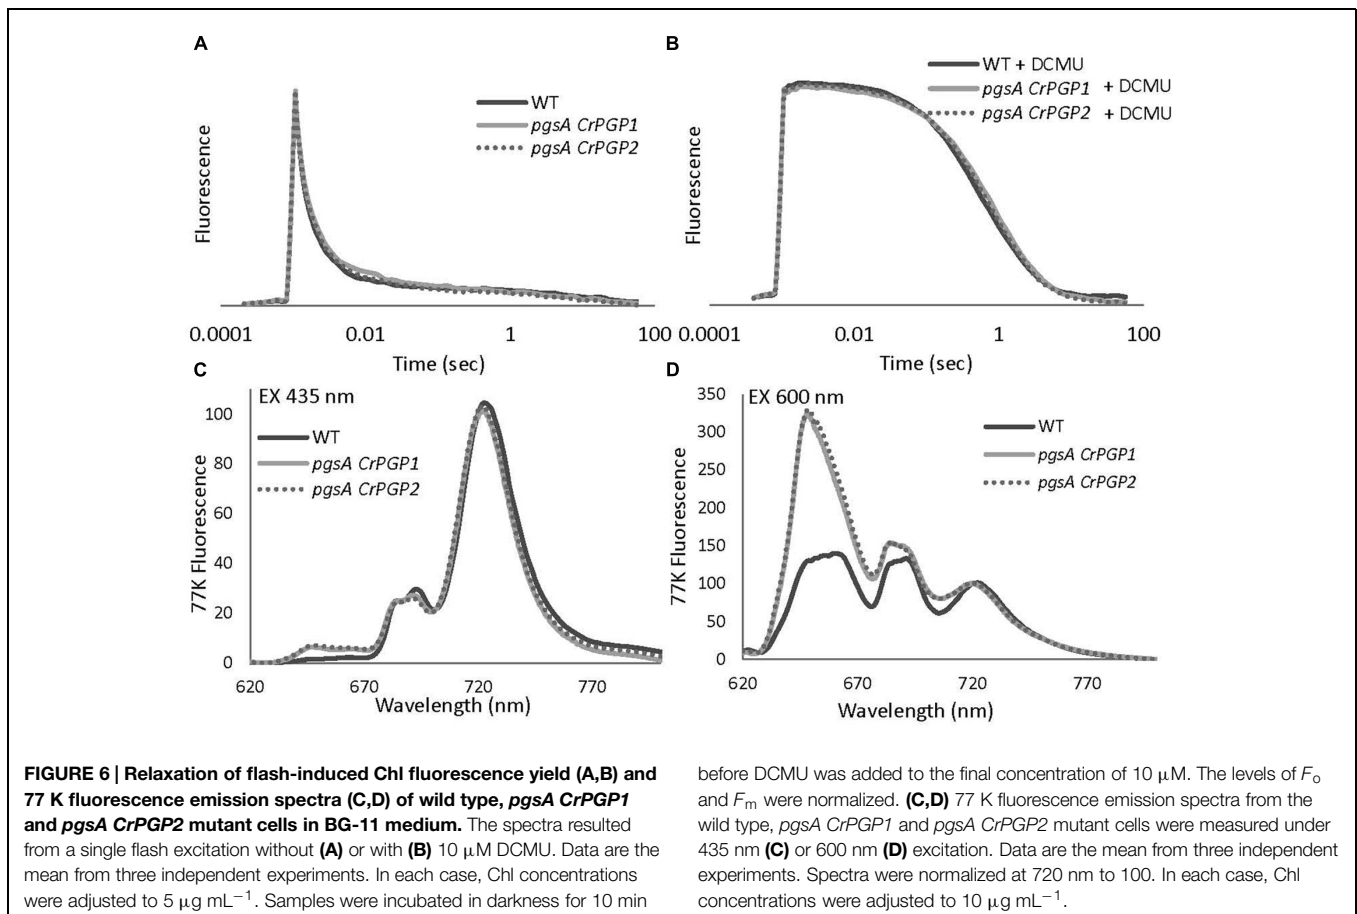 A
WT
pgsA CrPGP1
pgsA CrPGP2
Fluorescence
0.0001
0.01
1
100
Time (sec)
B
WT + DCMU
pgsA CrPGP1 + DCMU
pgsA CrPGP2 + DCMU
Fluorescence
0.0001
0.01
1
100
Time (sec)
C
EX 435 nm
WT
pgsA CrPGP1
pgsA CrPGP2
77K Fluorescence
100
80
60
40
20
0
620
670
720
770
Wavelength (nm)
D
EX 600 nm
WT
pgsA CrPGP1
pgsA CrPGP2
77K Fluorescence
350
300
250
200
150
100
50
0
620
670
720
770
Wavelength (nm)
FIGURE 6 | Relaxation of flash-induced Chl fluorescence yield (A,B) and
77 K fluorescence emission spectra (C,D) of wild type, pgsA CrPGP1
and pgsA CrPGP2 mutant cells in BG-11 medium. The spectra resulted
from a single flash excitation without (A) or with (B) 10 μM DCMU. Data are the
mean from three independent experiments. In each case, Chl concentrations
were adjusted to 5 μg mL−1. Samples were incubated in darkness for 10 min
before DCMU was added to the final concentration of 10 μM. The levels of Fo
and Fm were normalized. (C,D) 77 K fluorescence emission spectra from the
wild type, pgsA CrPGP1 and pgsA CrPGP2 mutant cells were measured under
435 nm (C) or 600 nm (D) excitation. Data are the mean from three independent
experiments. Spectra were normalized at 720 nm to 100. In each case, Chl
concentrations were adjusted to 10 μg mL−1.